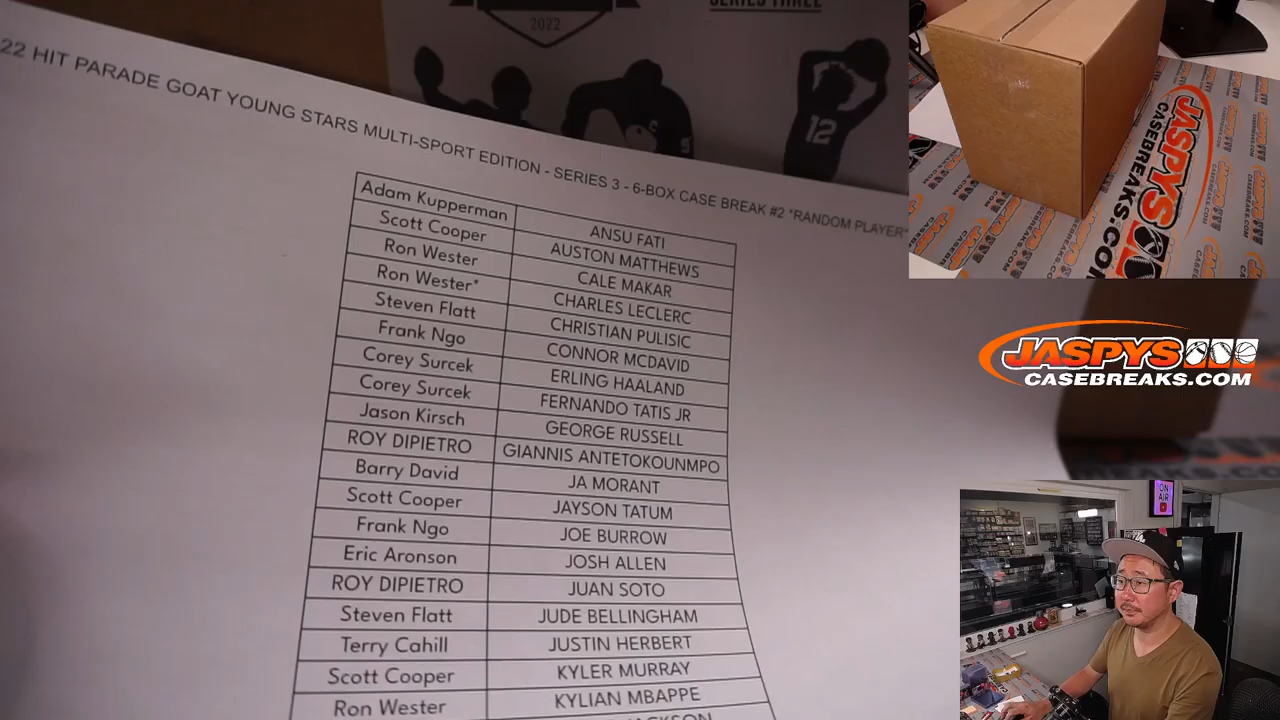 2022
SERIES THREE
22 HIT PARADE GOAT YOUNG STARS MULTI-SPORT EDITION - SERIES 3 - 6-BOX CASE BREAK #2 *RANDOM PLAYER*
Adam Kupperman ANSU FATI
Scott Cooper AUSTON MATTHEWS
Ron Wester CALE MAKAR
Ron Wester* CHARLES LECLERC
Steven Flatt CHRISTIAN PULISIC
Frank Ngo CONNOR MCDAVID
Corey Surcek ERLING HAALAND
Corey Surcek FERNANDO TATIS JR
Jason Kirsch GEORGE RUSSELL
ROY DIPIETRO GIANNIS ANTETOKOUNMPO
Barry David JA MORANT
Scott Cooper JAYSON TATUM
Frank Ngo JOE BURROW
Eric Aronson JOSH ALLEN
ROY DIPIETRO JUAN SOTO
Steven Flatt JUDE BELLINGHAM
Terry Cahill JUSTIN HERBERT
Scott Cooper KYLER MURRAY
Ron Wester KYLIAN MBAPPE
JACKSON
12
JASPYS
CASEBREAKS.COM
JASPYS
CASEBREAKS.COM
ON
AIR